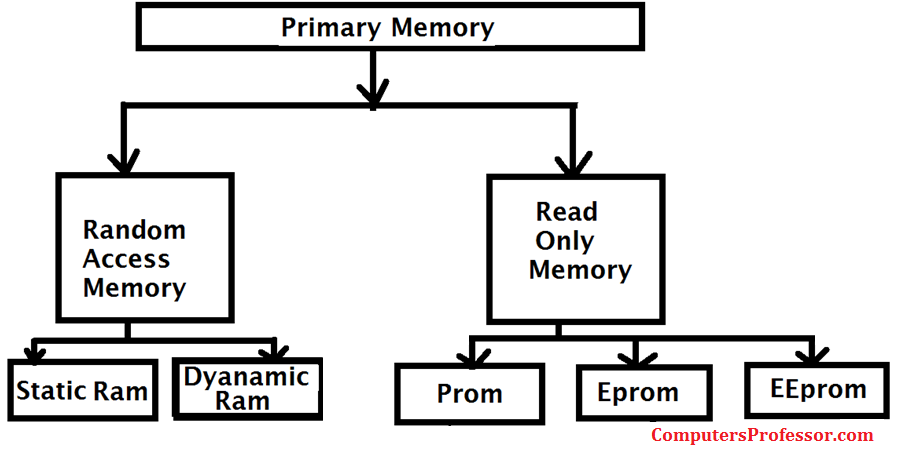 Primary Memory
Random
Access
Memory
Read
Only
Memory
Static Ram
Dyanamic
Ram
Prom
Eprom
EEprom
ComputersProfessor.com